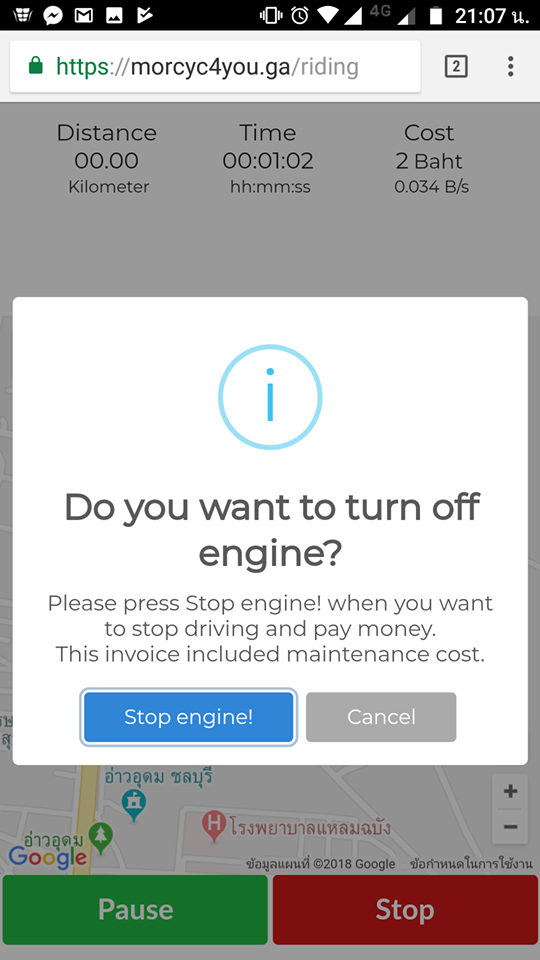 4G 21:07 น.
https://morcyc4you.ga/riding 2
Distance Time Cost
00.00 00:01:02 2 Baht
Kilometer hh:mm:ss 0.034 B/s
i
Do you want to turn off
engine?
Please press Stop engine! when you want
to stop driving and pay money.
This invoice included maintenance cost.
Stop engine! Cancel
อ่าวอุดม ชลบุรี
H โรงพยาบาลแหลมฉบัง
อ่าวอุดม
Google ข้อมูลแผนที่ ©2018 Google ข้อกำหนดในการใช้งาน
+
−
Pause Stop